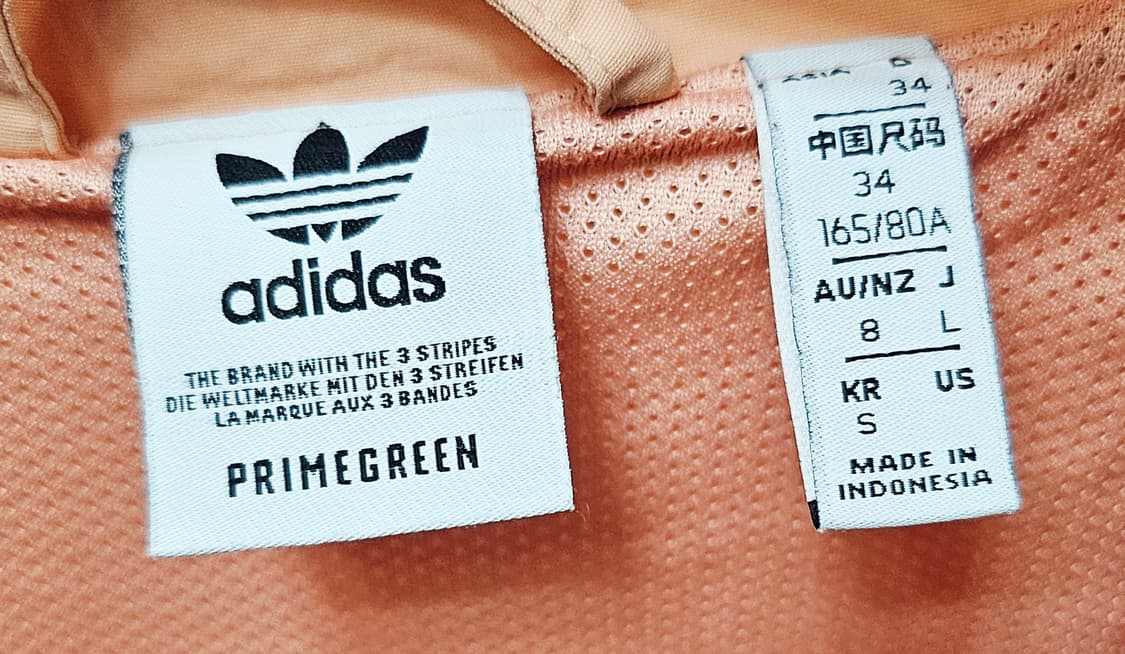 adidas
THE BRAND WITH THE 3 STRIPES
DIE WELTMARKE MIT DEN 3 STREIFEN
LA MARQUE AUX 3 BANDES
PRIMEGREEN
34
中国尺码
34
165/80A
AU/NZ J
8 L
KR US
S
MADE IN
INDONESIA